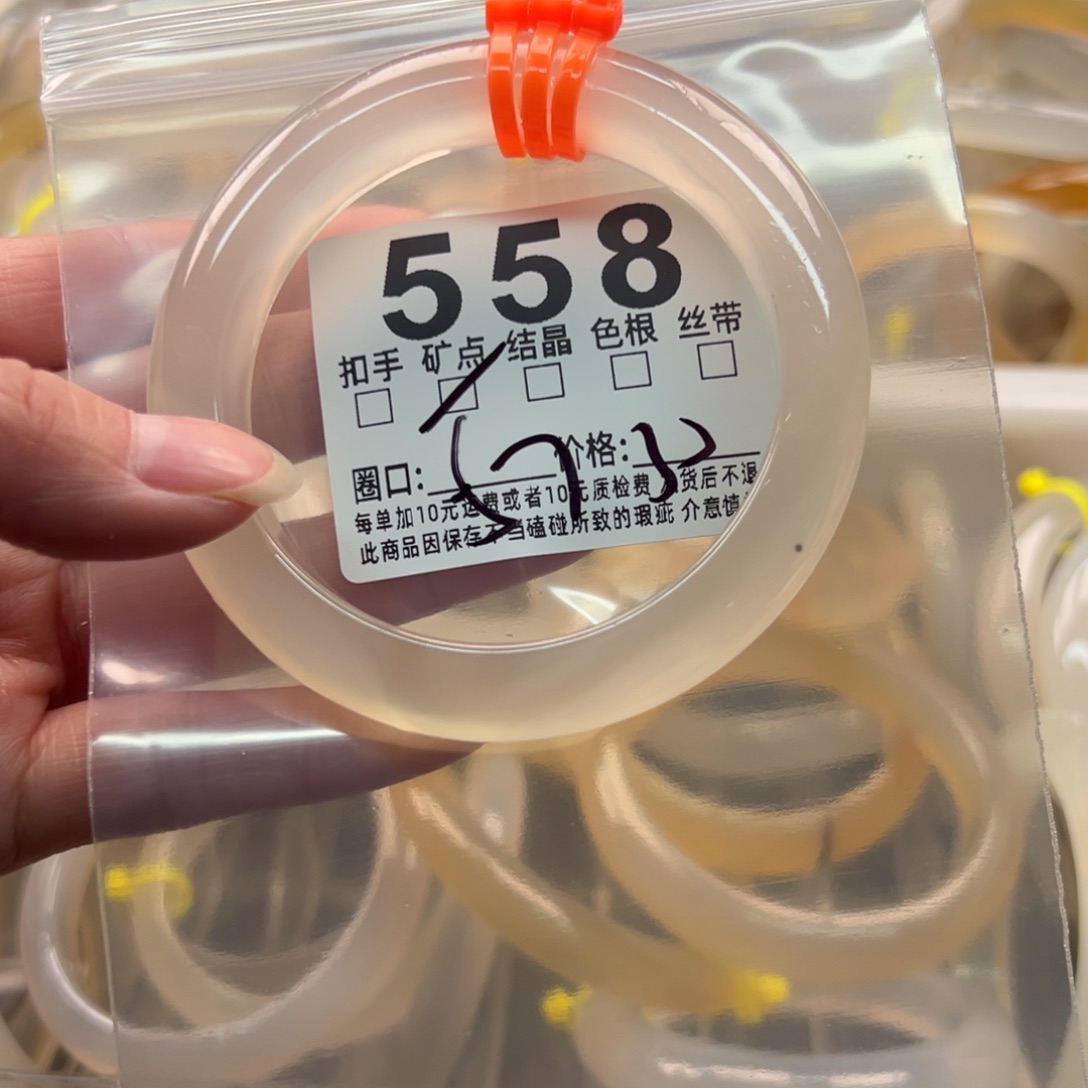 558
扣手 矿点 结晶 色根 丝带
圈口: 57 价格: 32
每单加10元运费或者10元质检费 货后不退
此商品因保存不当磕碰所致的瑕疵 介意慎